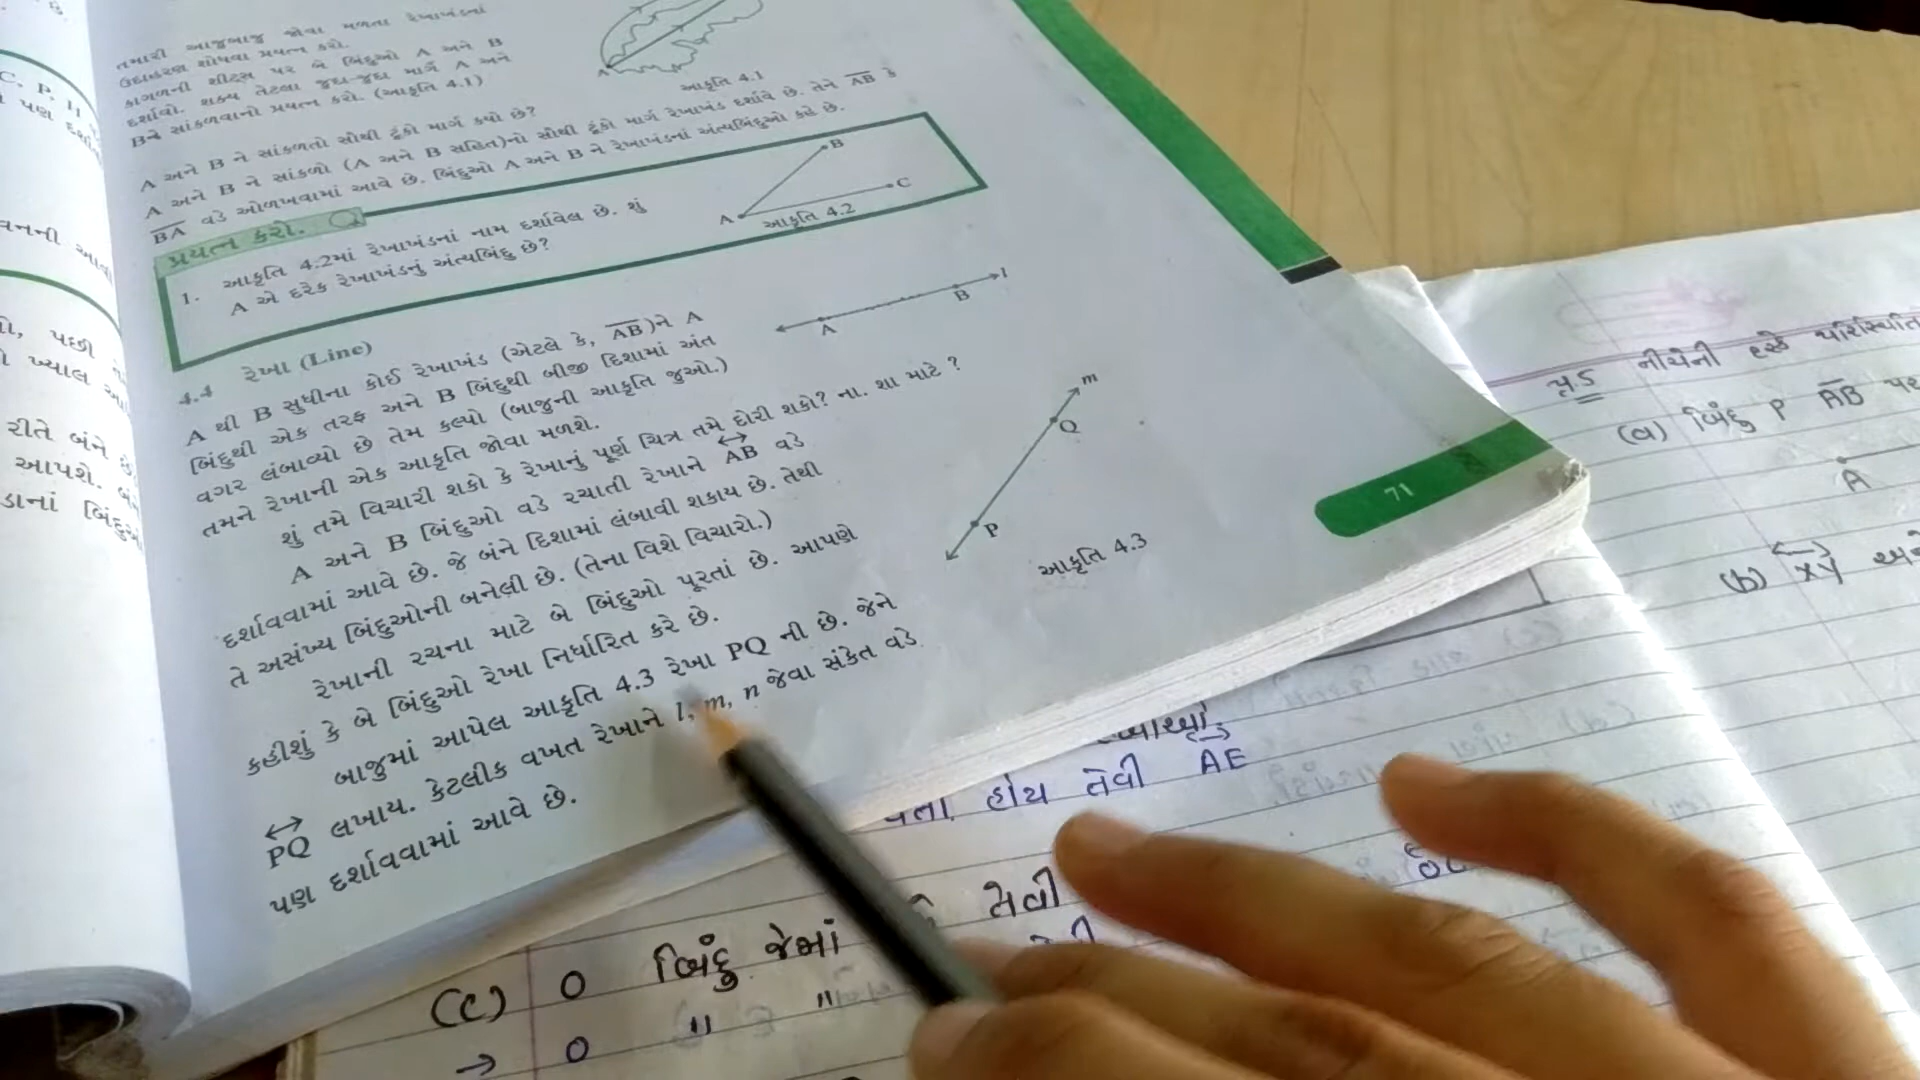 તમારી આજુબાજુ જોવા મળતા રેખાખંડનાં
ઉદાહરણ શોધવા પ્રયત્ન કરો.
કાગળની શીટ્સ પર બે બિંદુઓ A અને B
દર્શાવો. શક્ય તેટલા જુદા-જુદા માર્ગે A અને
Bને સાંકળવાનો પ્રયત્ન કરો. (આકૃતિ 4.1)
A
આકૃતિ 4.1
A અને B ને સાંકળતો સૌથી ટૂંકો માર્ગ કયો છે?
A અને B ને સાંકળો (A અને B સહિત)નો સૌથી ટૂંકો માર્ગ રેખાખંડ દર્શાવે છે. તેને AB કે
BA વડે ઓળખવામાં આવે છે. બિંદુઓ A અને B ને રેખાખંડનાં અંત્યબિંદુઓ કહે છે.
પ્રયત્ન કરો.
1. આકૃતિ 4.2માં રેખાખંડનાં નામ દર્શાવેલ છે. શું
A એ દરેક રેખાખંડનું અંત્યબિંદુ છે?
B
A
C
આકૃતિ 4.2
4.4 રેખા (Line)
A થી B સુધીના કોઈ રેખાખંડ (એટલે કે, AB)ને A
બિંદુથી એક તરફ અને B બિંદુથી બીજી દિશામાં અંત
વગર લંબાવ્યો છે તેમ કલ્પો (બાજુની આકૃતિ જુઓ.)
તમને રેખાની એક આકૃતિ જોવા મળશે.
A B l
શું તમે વિચારી શકો કે રેખાનું પૂર્ણ ચિત્ર તમે દોરી શકો? ના. શા માટે ?
A અને B બિંદુઓ વડે રચાતી રેખાને AB વડે
દર્શાવવામાં આવે છે. જે બંને દિશામાં લંબાવી શકાય છે. તેથી
તે અસંખ્ય બિંદુઓની બનેલી છે. (તેના વિશે વિચારો.)
રેખાની રચના માટે બે બિંદુઓ પૂરતાં છે. આપણે
કહીશું કે બે બિંદુઓ રેખા નિર્ધારિત કરે છે.
બાજુમાં આપેલ આકૃતિ 4.3 રેખા PQ ની છે. જેને
PQ લખાય. કેટલીક વખત રેખાને l, m, n જેવા સંકેત વડે
પણ દર્શાવવામાં આવે છે.
m
Q
P
આકૃતિ 4.3
71
C, P,
રીતે બંને છે
આપશે.
નીચેની દરેક પરિસ્થિતિ
(a) બિંદુ P AB
A
(b) XY અને
હોય તેવી AE
તેવી
(c) O બિંદુ જેમાં
→ O " "